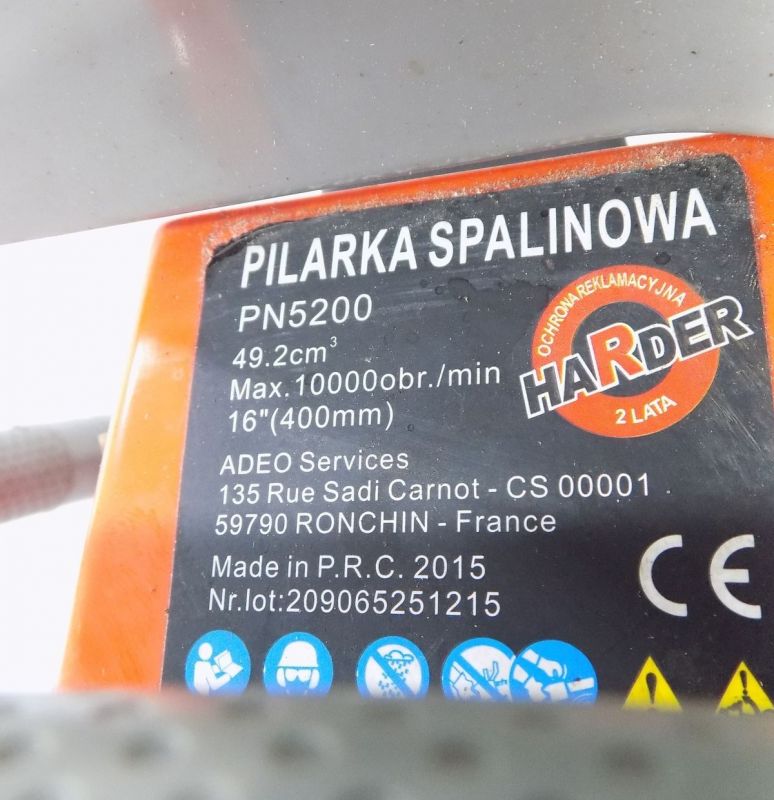 PILARKA SPALINOWA
PN5200
49.2cm³
Max.10000obr./min
16"(400mm)
OCHRONA REKLAMACYJNA
HARDER
2 LATA
ADEO Services
135 Rue Sadi Carnot - CS 00001
59790 RONCHIN - France
Made in P.R.C. 2015
Nr.lot:209065251215
CE